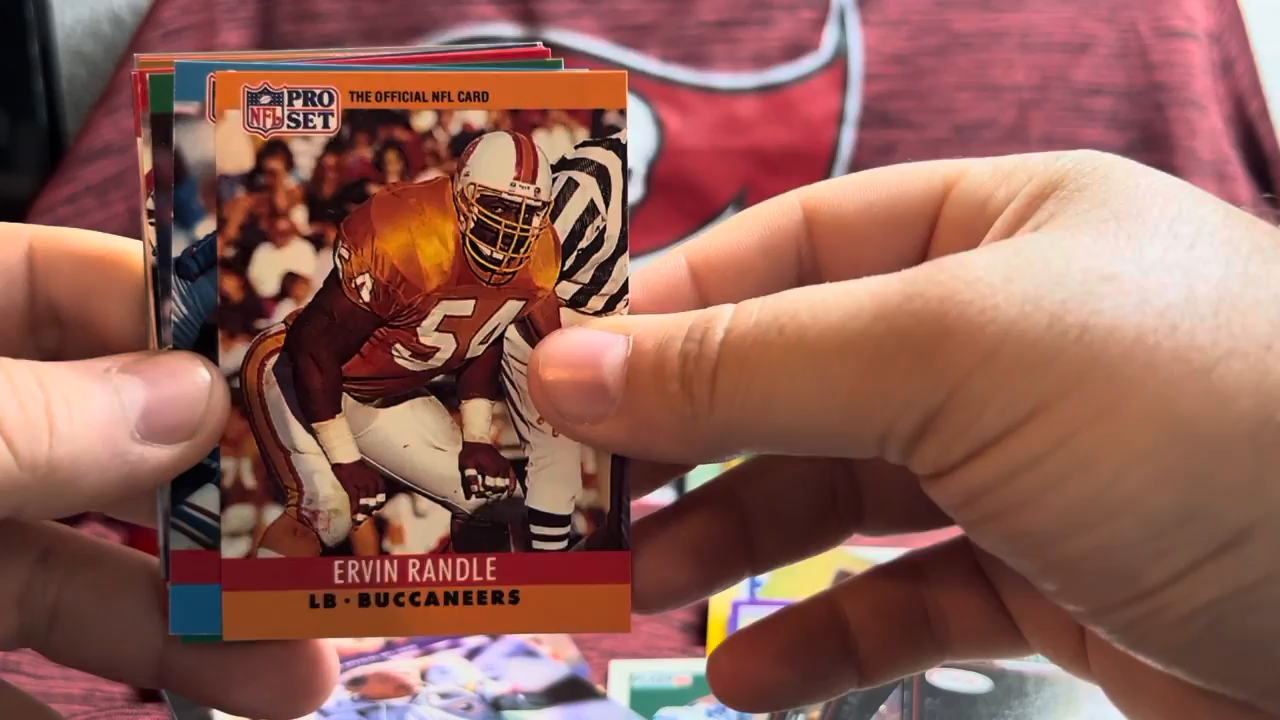 NFL
PRO
SET
THE OFFICIAL NFL CARD
54
ERVIN RANDLE
LB · BUCCANEERS